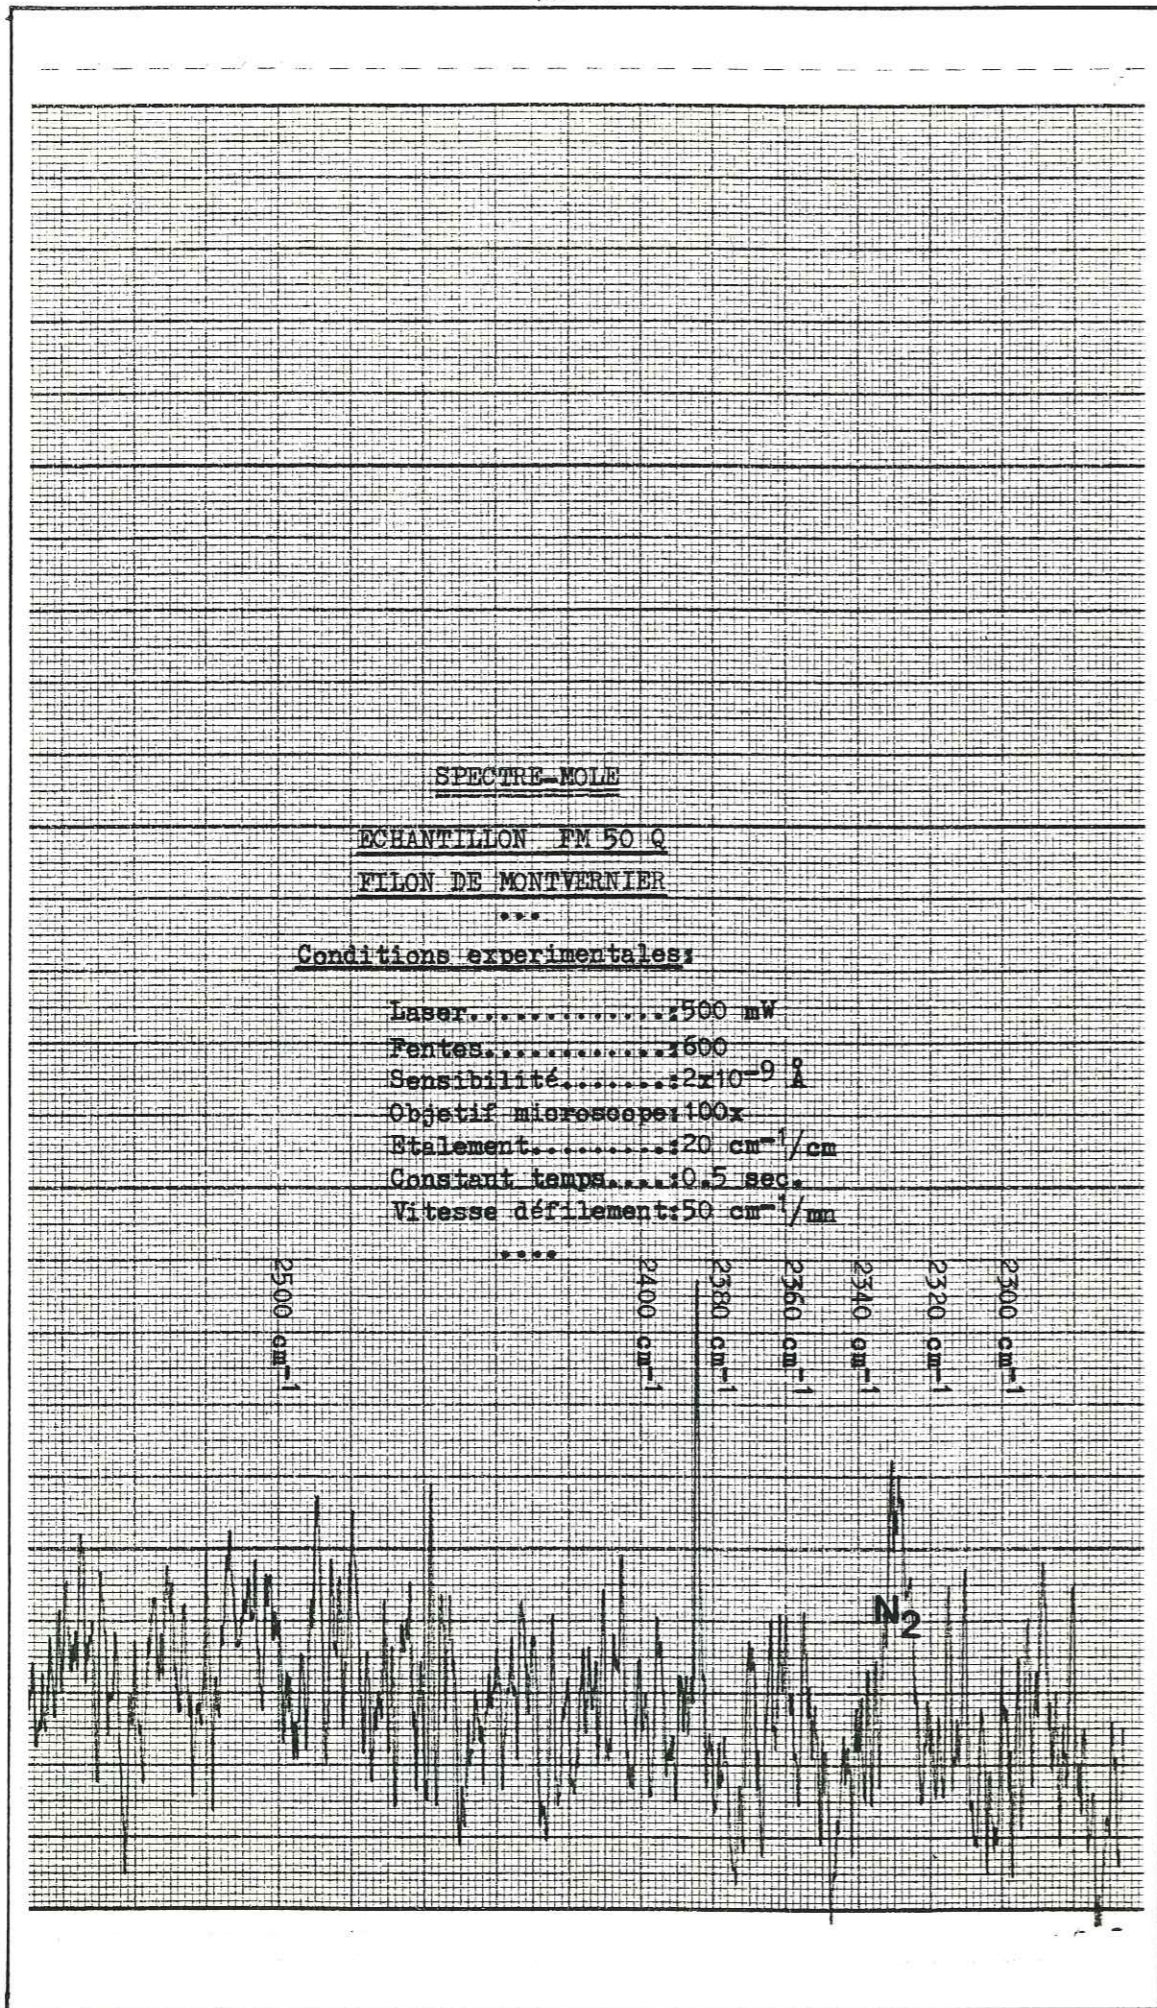 SPECTRE-MOLE
ECHANTILLON FM 50 Q
FILON DE MONTVERNIER
...
Conditions experimentales:
Laser.............:500 mW
Fentes............:600
Sensibilité.......:2x10-9 Å
Objetif microscope:100x
Etalement.........:20 cm-1/cm
Constant temps....:0.5 sec.
Vitesse défilement:50 cm-1/mn
....
2500 cm-1
2400 cm-1
2380 cm-1
2360 cm-1
2340 cm-1
2320 cm-1
2300 cm-1
N2